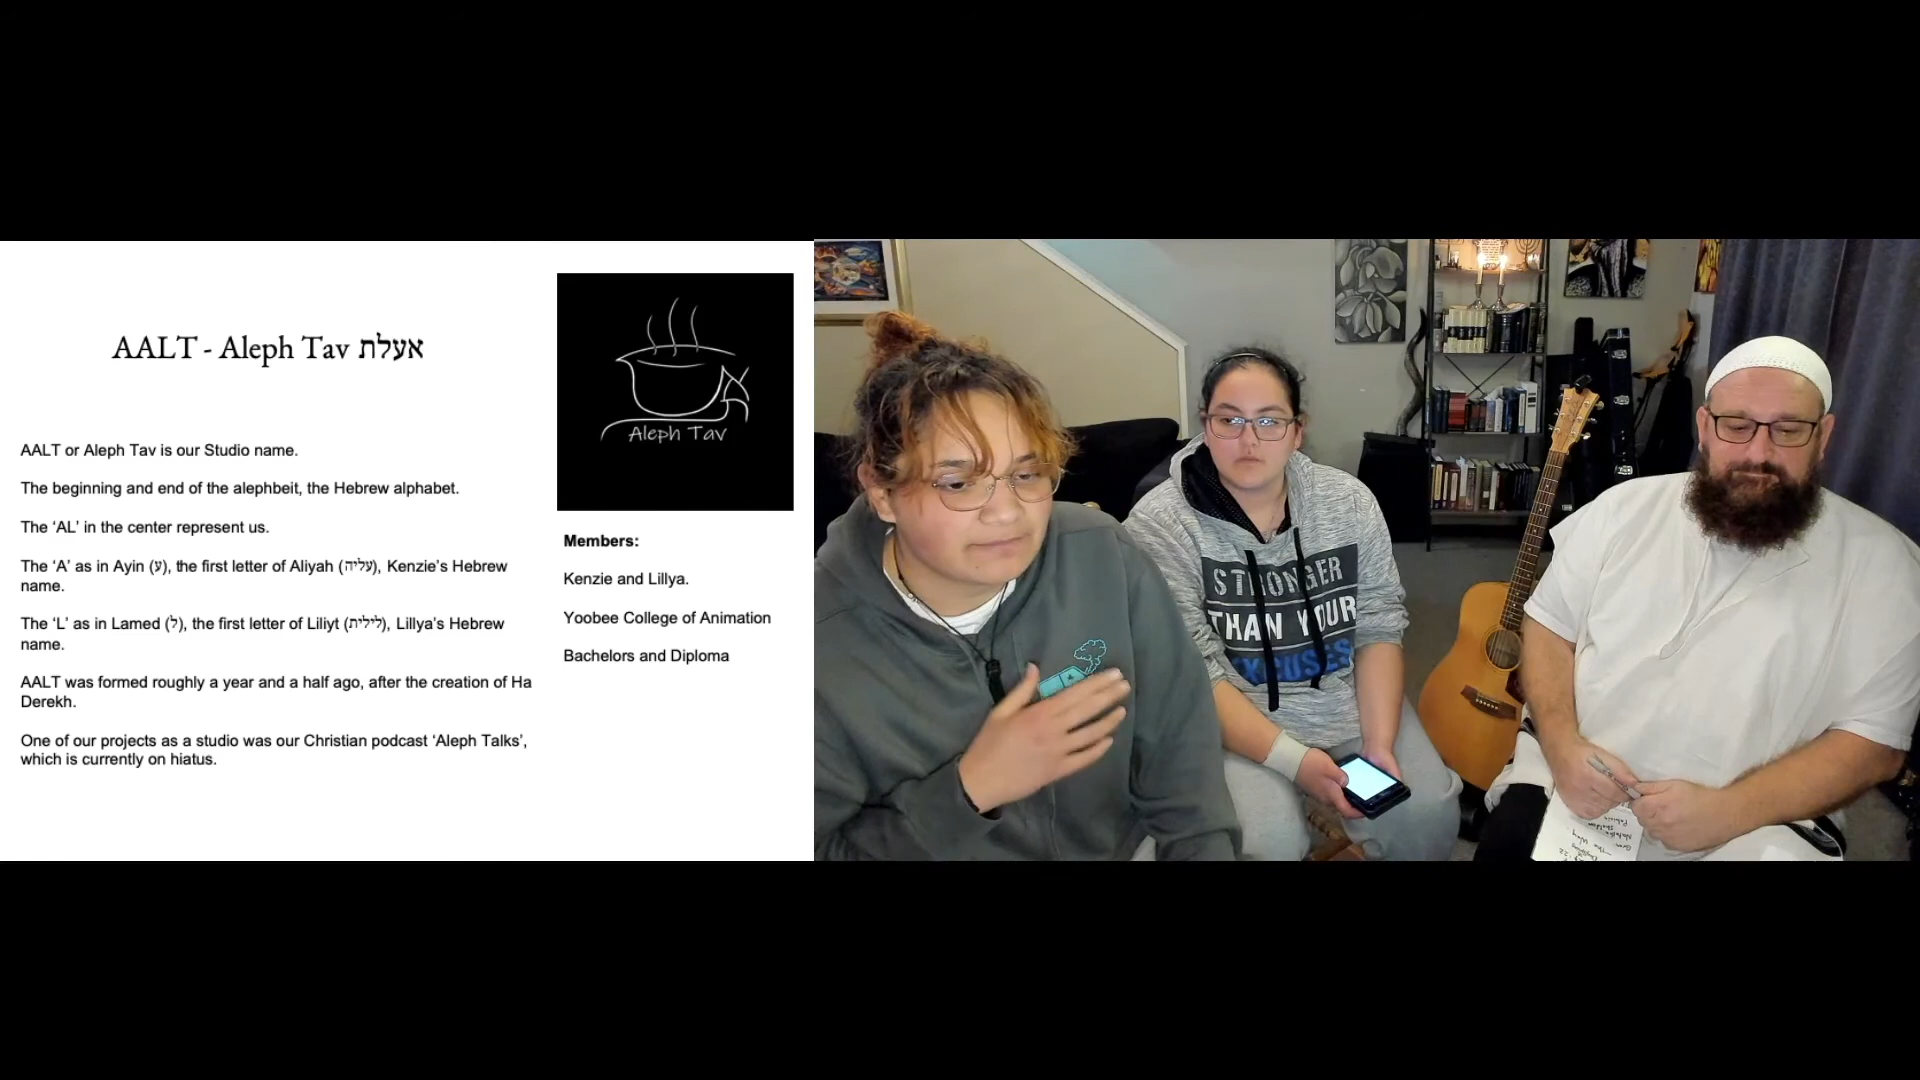 AALT - Aleph Tav אעלת
AALT or Aleph Tav is our Studio name.
The beginning and end of the alephbeit, the Hebrew alphabet.
The ‘AL’ in the center represent us.
The ‘A’ as in Ayin (ע), the first letter of Aliyah (עליה), Kenzie’s Hebrew
name.
The ‘L’ as in Lamed (ל), the first letter of Liliyt (לילית), Lillya’s Hebrew
name.
AALT was formed roughly a year and a half ago, after the creation of Ha
Derekh.
One of our projects as a studio was our Christian podcast ‘Aleph Talks’,
which is currently on hiatus.
Aleph Tav
Members:
Kenzie and Lillya.
Yoobee College of Animation
Bachelors and Diploma
STRONGER
THAN YOUR
EXCUSES